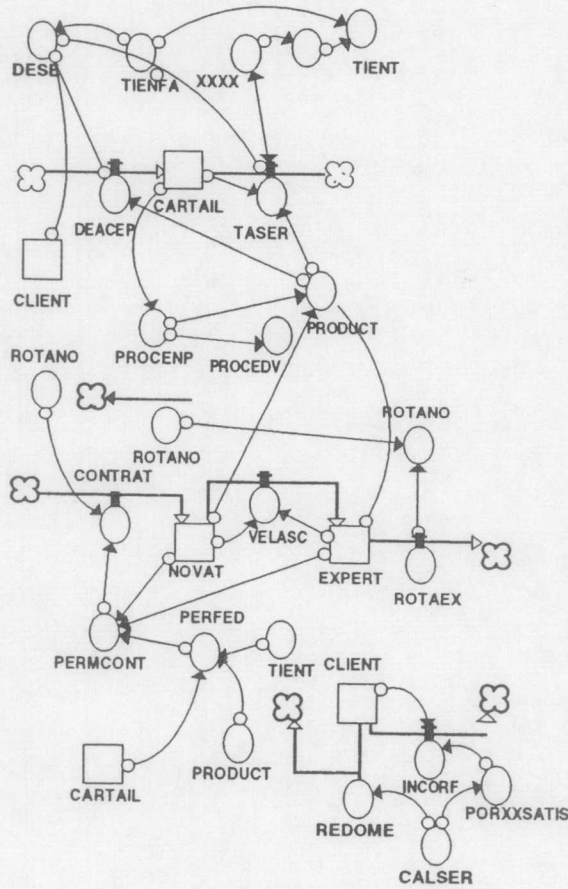 DESE
TIENFA
XXXX
TIENT
DEACEP
CARTAIL
TASER
CLIENT
PROCENP
PROCEDV
PRODUCT
ROTANO
ROTANO
ROTANO
CONTRAT
NOVAT
VELASC
EXPERT
ROTAEX
PERMCONT
PERFED
TIENT
CLIENT
CARTAIL
PRODUCT
REDOME
INCORF
PORXXSATIS
CALSER